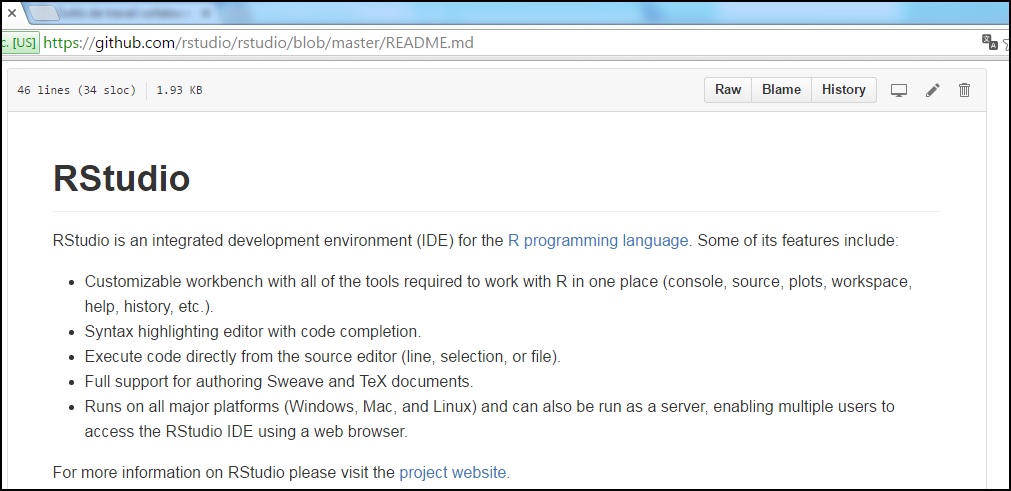 c. [US] https://github.com/rstudio/rstudio/blob/master/README.md
46 lines (34 sloc) 1.93 KB Raw Blame History
RStudio
RStudio is an integrated development environment (IDE) for the R programming language. Some of its features include:
• Customizable workbench with all of the tools required to work with R in one place (console, source, plots, workspace,
help, history, etc.).
• Syntax highlighting editor with code completion.
• Execute code directly from the source editor (line, selection, or file).
• Full support for authoring Sweave and TeX documents.
• Runs on all major platforms (Windows, Mac, and Linux) and can also be run as a server, enabling multiple users to
access the RStudio IDE using a web browser.
For more information on RStudio please visit the project website.